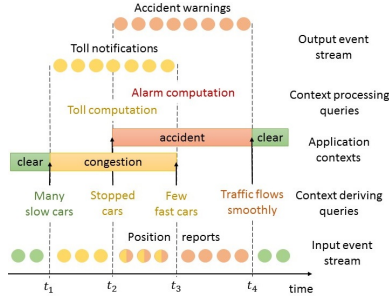 Accident warnings
Output event
stream
Toll notifications
Alarm computation
Context processing
queries
Toll computation
accident
clear
Application
contexts
clear
congestion
Many
slow cars
Stopped
cars
Few
fast cars
Traffic flows
smoothly
Context deriving
queries
Position reports
Input event
stream
t1
t2
t3
t4
time